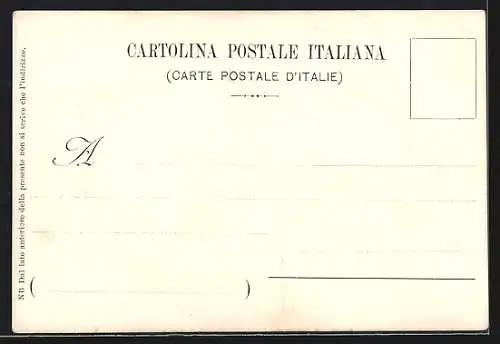 CARTOLINA POSTALE ITALIANA
(CARTE POSTALE D'ITALIE)
A
( )
NB Dal lato anteriore della presente non si scrive che l'indirizzo.